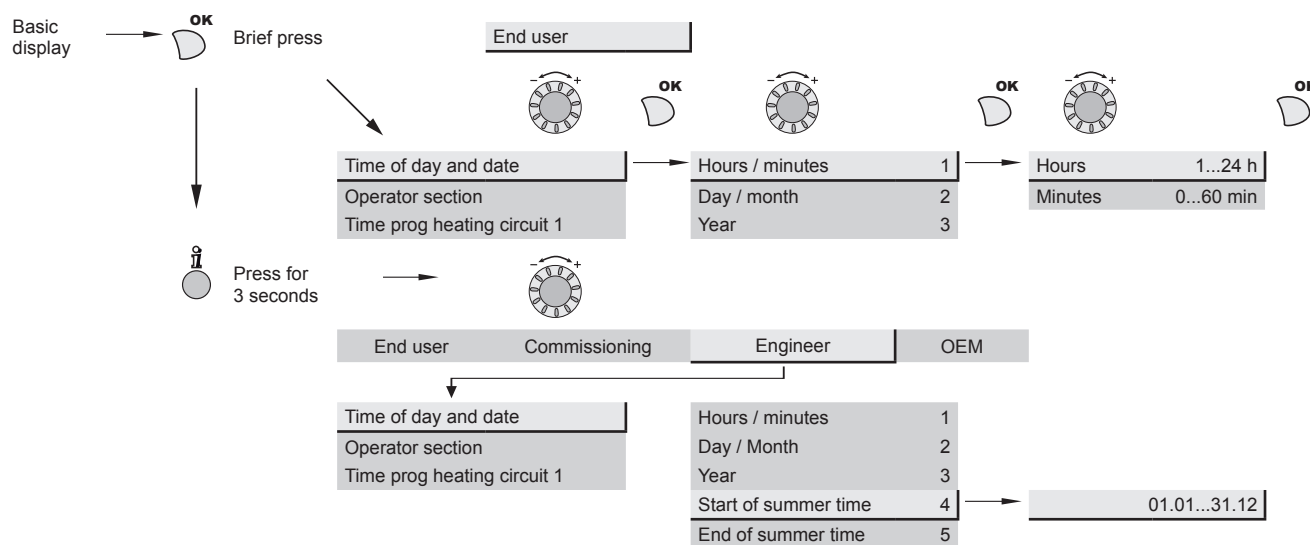 Basic
display
OK
Brief press
End user
- +
OK
- +
OK
- +
Time of day and date
Operator section
Time prog heating circuit 1
Hours / minutes 1
Day / month 2
Year 3
Hours 1...24 h
Minutes 0...60 min
i
Press for
3 seconds
- +
End user Commissioning Engineer OEM
Time of day and date
Operator section
Time prog heating circuit 1
Hours / minutes 1
Day / Month 2
Year 3
Start of summer time 4
End of summer time 5
01.01...31.12